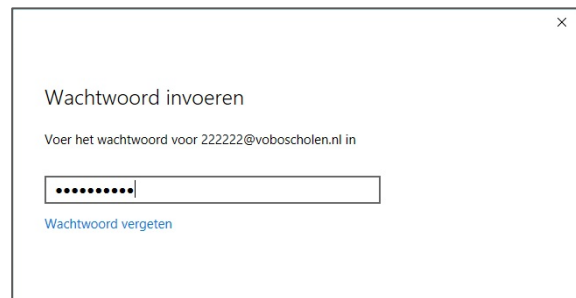 Wachtwoord invoeren
Voer het wachtwoord voor 222222@voboscholen.nl in
••••••••••
Wachtwoord vergeten